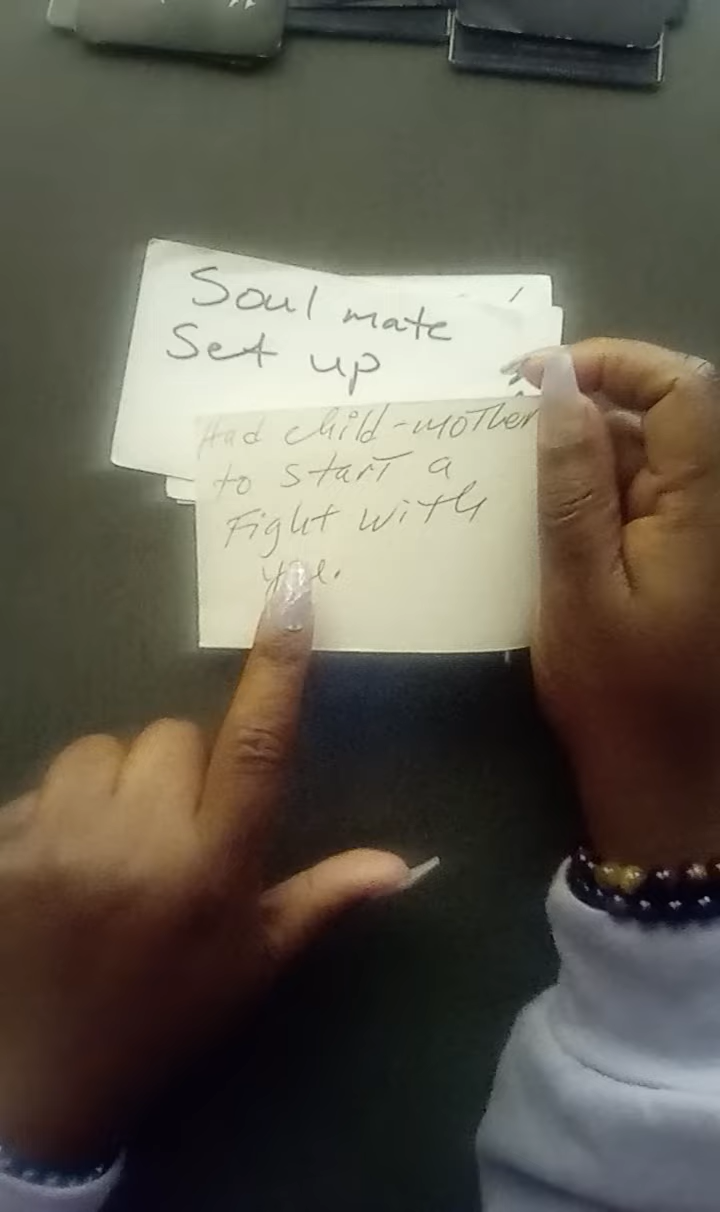 Soul mate
Set up
Had child-mother
to start a
Fight with
you.